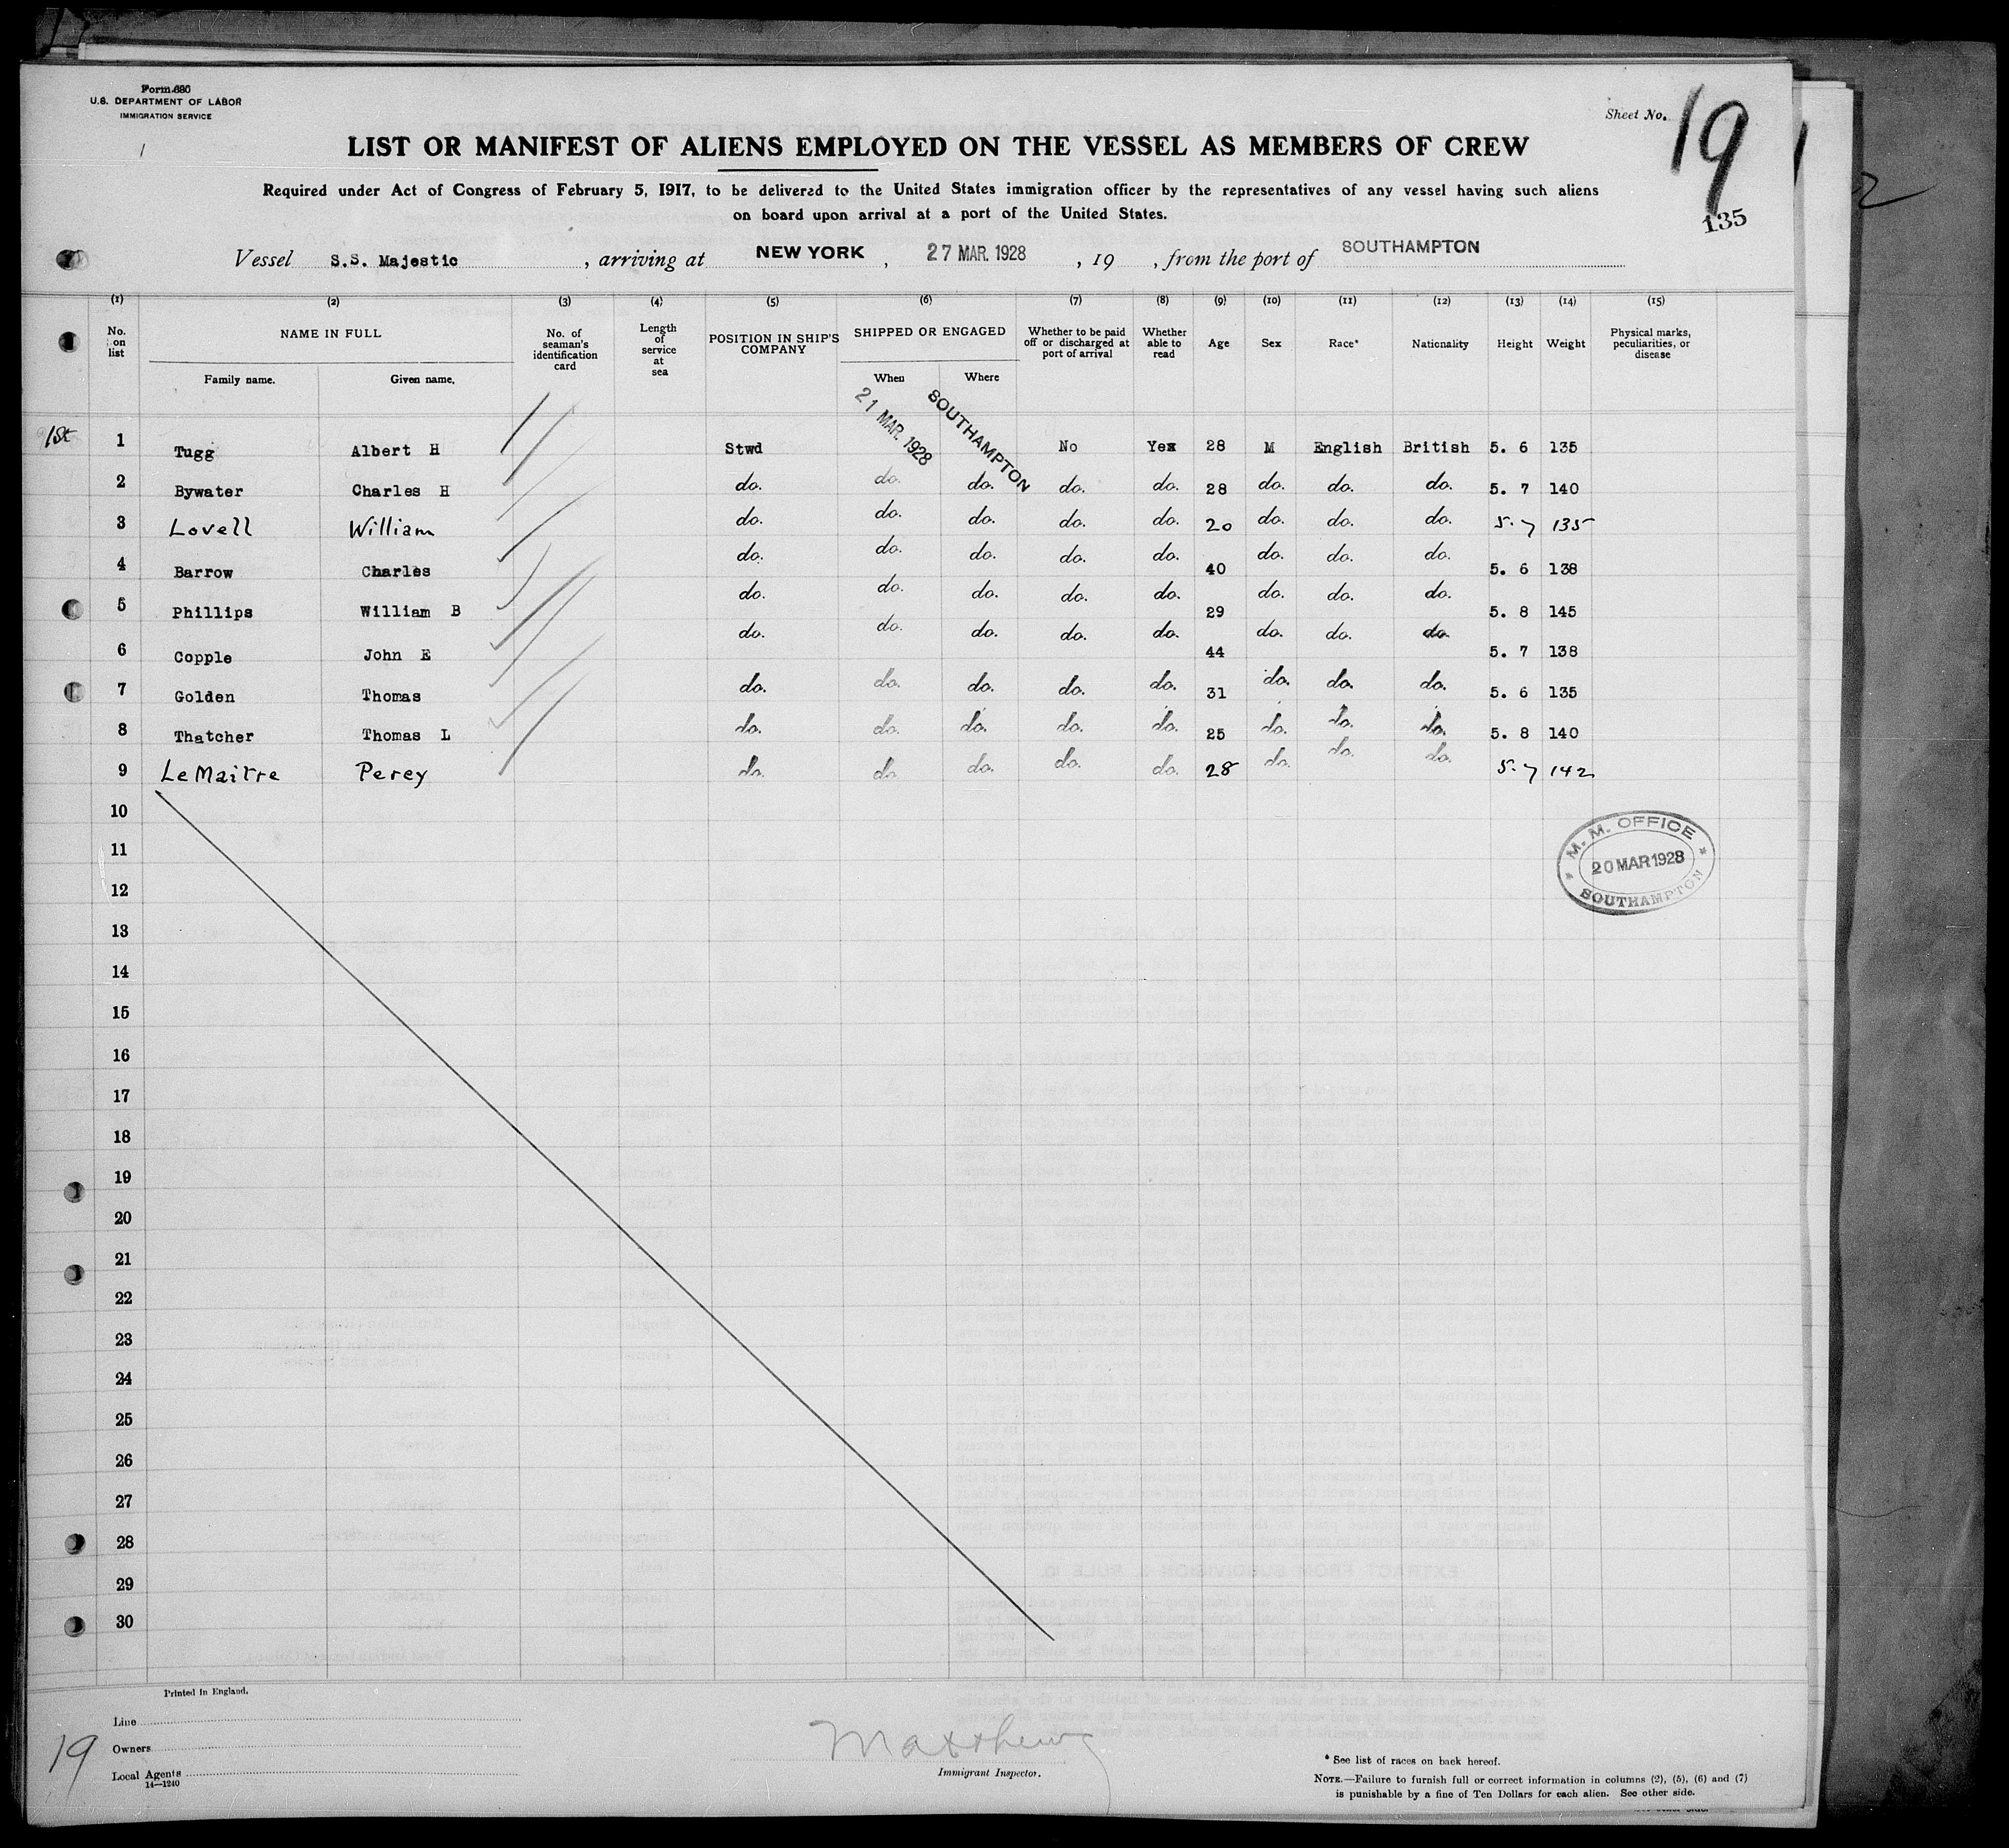 Form 680
U.S. DEPARTMENT OF LABOR
IMMIGRATION SERVICE
Sheet No. 19
135
LIST OR MANIFEST OF ALIENS EMPLOYED ON THE VESSEL AS MEMBERS OF CREW
Required under Act of Congress of February 5, 1917, to be delivered to the United States immigration officer by the representatives of any vessel having such aliens
on board upon arrival at a port of the United States.
Vessel S.S. Majestic, arriving at NEW YORK, 27 MAR. 1928, 19 , from the port of SOUTHAMPTON
(1) (2) (3) (4) (5) (6) (7) (8) (9) (10) (11) (12) (13) (14) (15)
No. on list
NAME IN FULL
Family name. Given name.
No. of seaman's identification card
Length of service at sea
POSITION IN SHIP'S COMPANY
SHIPPED OR ENGAGED
When Where
Whether to be paid off or discharged at port of arrival
Whether able to read
Age
Sex
Race*
Nationality
Height
Weight
Physical marks, peculiarities, or disease
1st 1 Tugg Albert H Stwd 21 MAR. 1928 SOUTHAMPTON No Yes 28 M English British 5. 6 135
2 Bywater Charles H do. do. do. do. do. 28 do. do. do. 5. 7 140
3 Lovell William do. do. do. do. do. 20 do. do. do. 5. 7 135
4 Barrow Charles do. do. do. do. do. 40 do. do. do. 5. 6 138
5 Phillips William B do. do. do. do. do. 29 do. do. do. 5. 8 145
6 Copple John E do. do. do. do. do. 44 do. do. do. 5. 7 138
7 Golden Thomas do. do. do. do. do. 31 do. do. do. 5. 6 135
8 Thatcher Thomas L do. do. do. do. do. 25 do. do. do. 5. 8 140
9 LeMaitre Percy do. do. do. do. do. 28 do. do. do. 5. 7 142
10
11
12
13
14
15
16
17
18
19
20
21
22
23
24
25
26
27
28
29
30
M. M. OFFICE
20 MAR 1928
SOUTHAMPTON
Printed in England.
Line
Owners
Local Agents
14—1240
19
Matthews
Immigrant Inspector.
* See list of races on back hereof.
NOTE.—Failure to furnish full or correct information in columns (2), (5), (6) and (7)
is punishable by a fine of Ten Dollars for each alien. See other side.